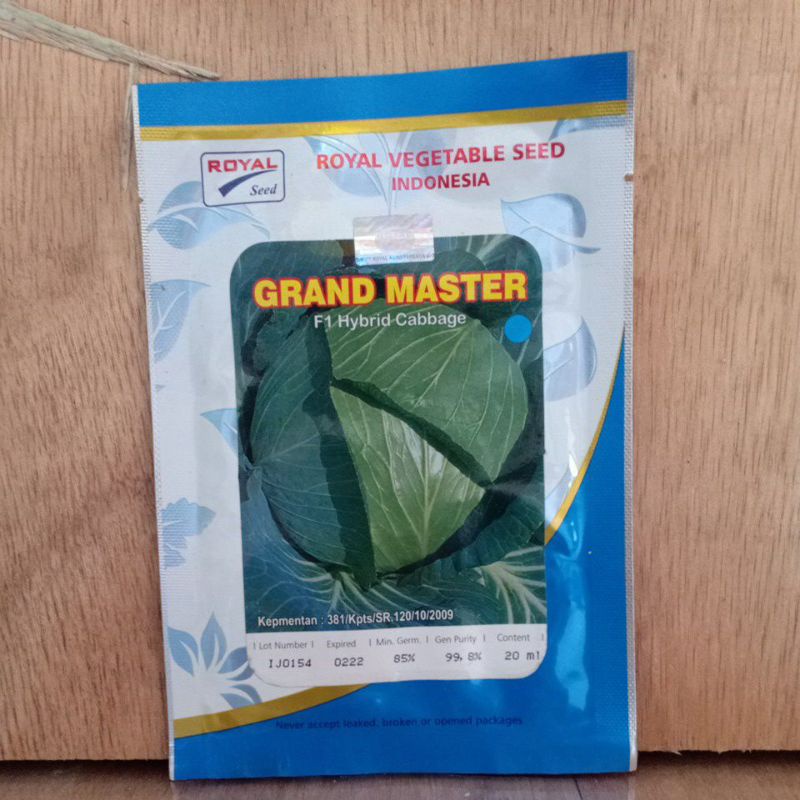 ROYAL
Seed
ROYAL VEGETABLE SEED
INDONESIA
GRAND MASTER
F1 Hybrid Cabbage
Kepmentan : 381/Kpts/SR.120/10/2009
Lot Number Expired Min. Germ. Gen Purity Content
IJ0154 0222 85% 99,8% 20 ml
Never accept leaked, broken or opened packages